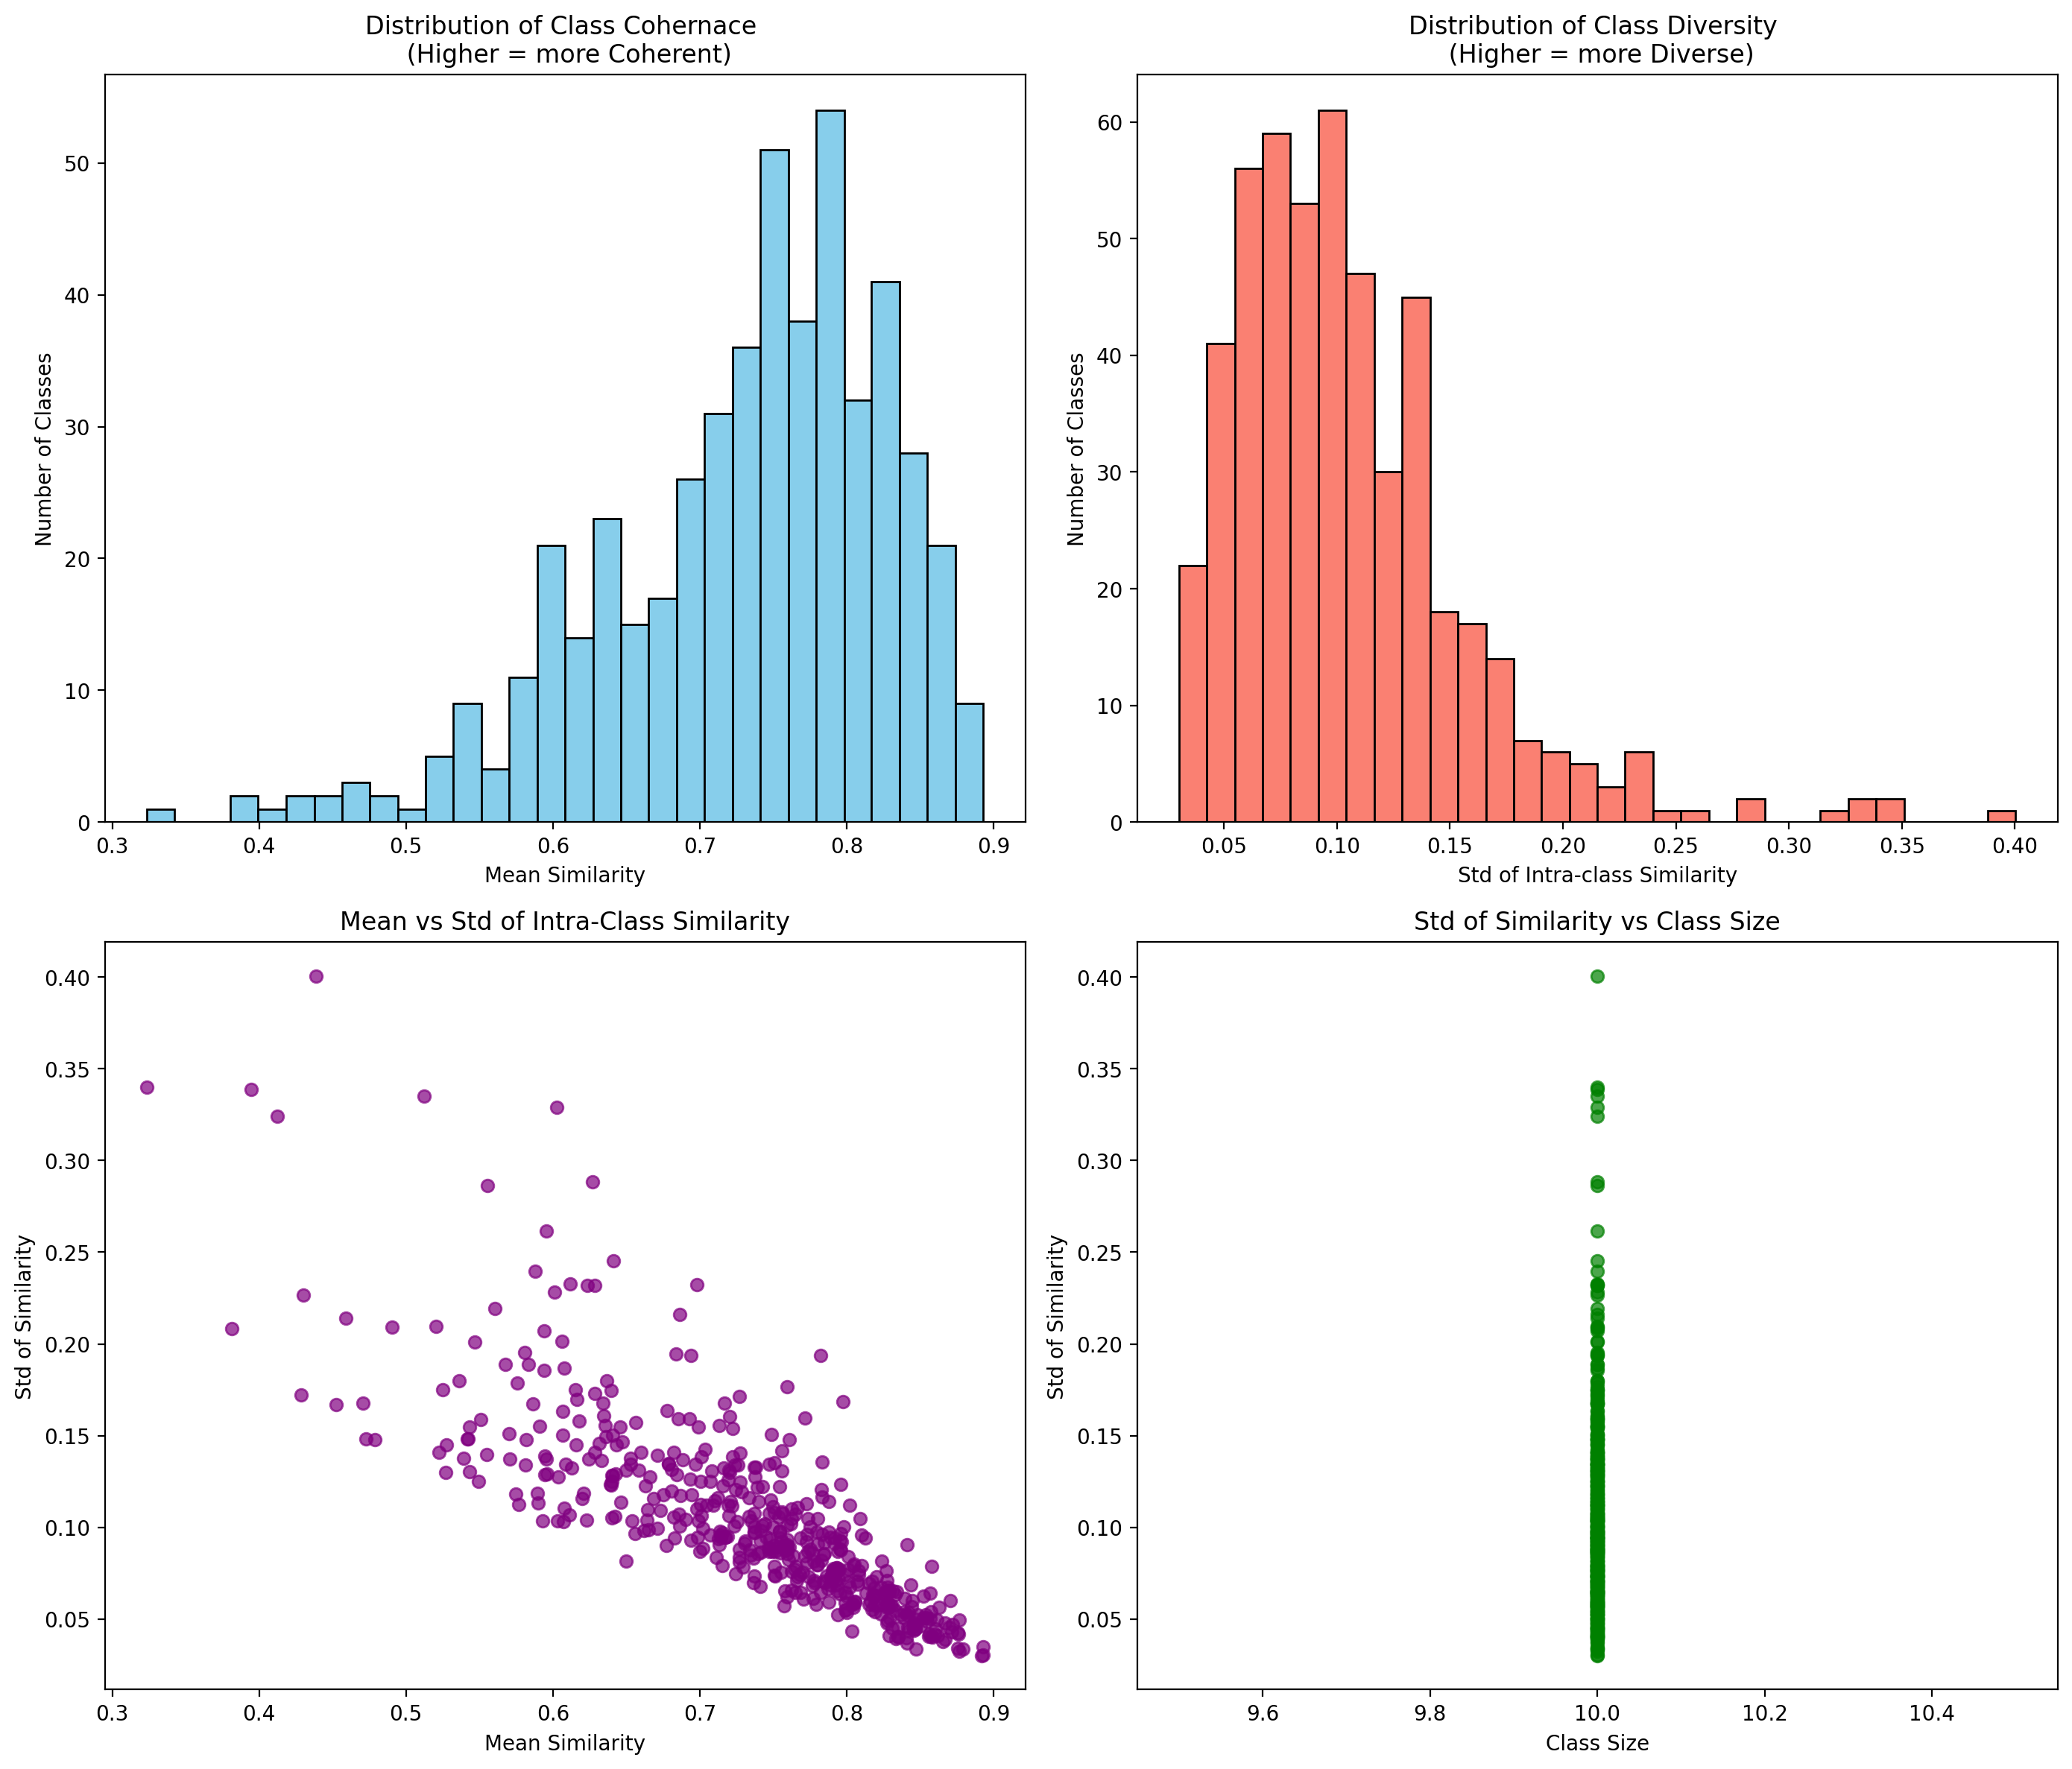 Distribution of Class Cohernace
(Higher = more Coherent)
Number of Classes
50
40
30
20
10
0
0.3 0.4 0.5 0.6 0.7 0.8 0.9
Mean Similarity
Distribution of Class Diversity
(Higher = more Diverse)
Number of Classes
60
50
40
30
20
10
0
0.05 0.10 0.15 0.20 0.25 0.30 0.35 0.40
Std of Intra-class Similarity
Mean vs Std of Intra-Class Similarity
Std of Similarity
0.40
0.35
0.30
0.25
0.20
0.15
0.10
0.05
0.3 0.4 0.5 0.6 0.7 0.8 0.9
Mean Similarity
Std of Similarity vs Class Size
Std of Similarity
0.40
0.35
0.30
0.25
0.20
0.15
0.10
0.05
9.6 9.8 10.0 10.2 10.4
Class Size